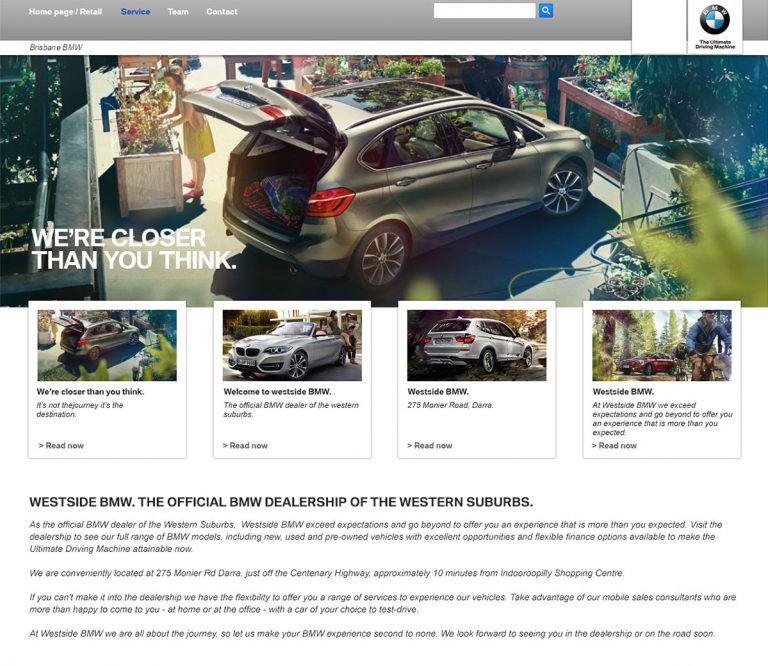 Home page / Retail Service Team Contact
BMW
The Ultimate
Driving Machine
Brisbane BMW
WE'RE CLOSER
THAN YOU THINK.
We're closer than you think.
It's not thejourney it's the
destination.
> Read now
Welcome to westside BMW.
The official BMW dealer of the western
suburbs.
> Read now
Westside BMW.
275 Monier Road, Darra.
> Read now
Westside BMW.
At Westside BMW we exceed
expectations and go beyond to offer you
an experience that is more than you
expected.
> Read now
WESTSIDE BMW. THE OFFICIAL BMW DEALERSHIP OF THE WESTERN SUBURBS.
As the official BMW dealer of the Western Suburbs, Westside BMW exceed expectations and go beyond to offer you an experience that is more than you expected. Visit the
dealership to see our full range of BMW models, including new, used and pre-owned vehicles with excellent opportunities and flexible finance options available to make the
Ultimate Driving Machine attainable now.
We are conveniently located at 275 Monier Rd Darra, just off the Centenary Highway, approximately 10 minutes from Indooroopilly Shopping Centre.
If you can't make it into the dealership we have the flexibility to offer you a range of services to experience our vehicles. Take advantage of our mobile sales consultants who are
more than happy to come to you - at home or at the office - with a car of your choice to test-drive.
At Westside BMW we are all about the journey, so let us make your BMW experience second to none. We look forward to seeing you in the dealership or on the road soon.